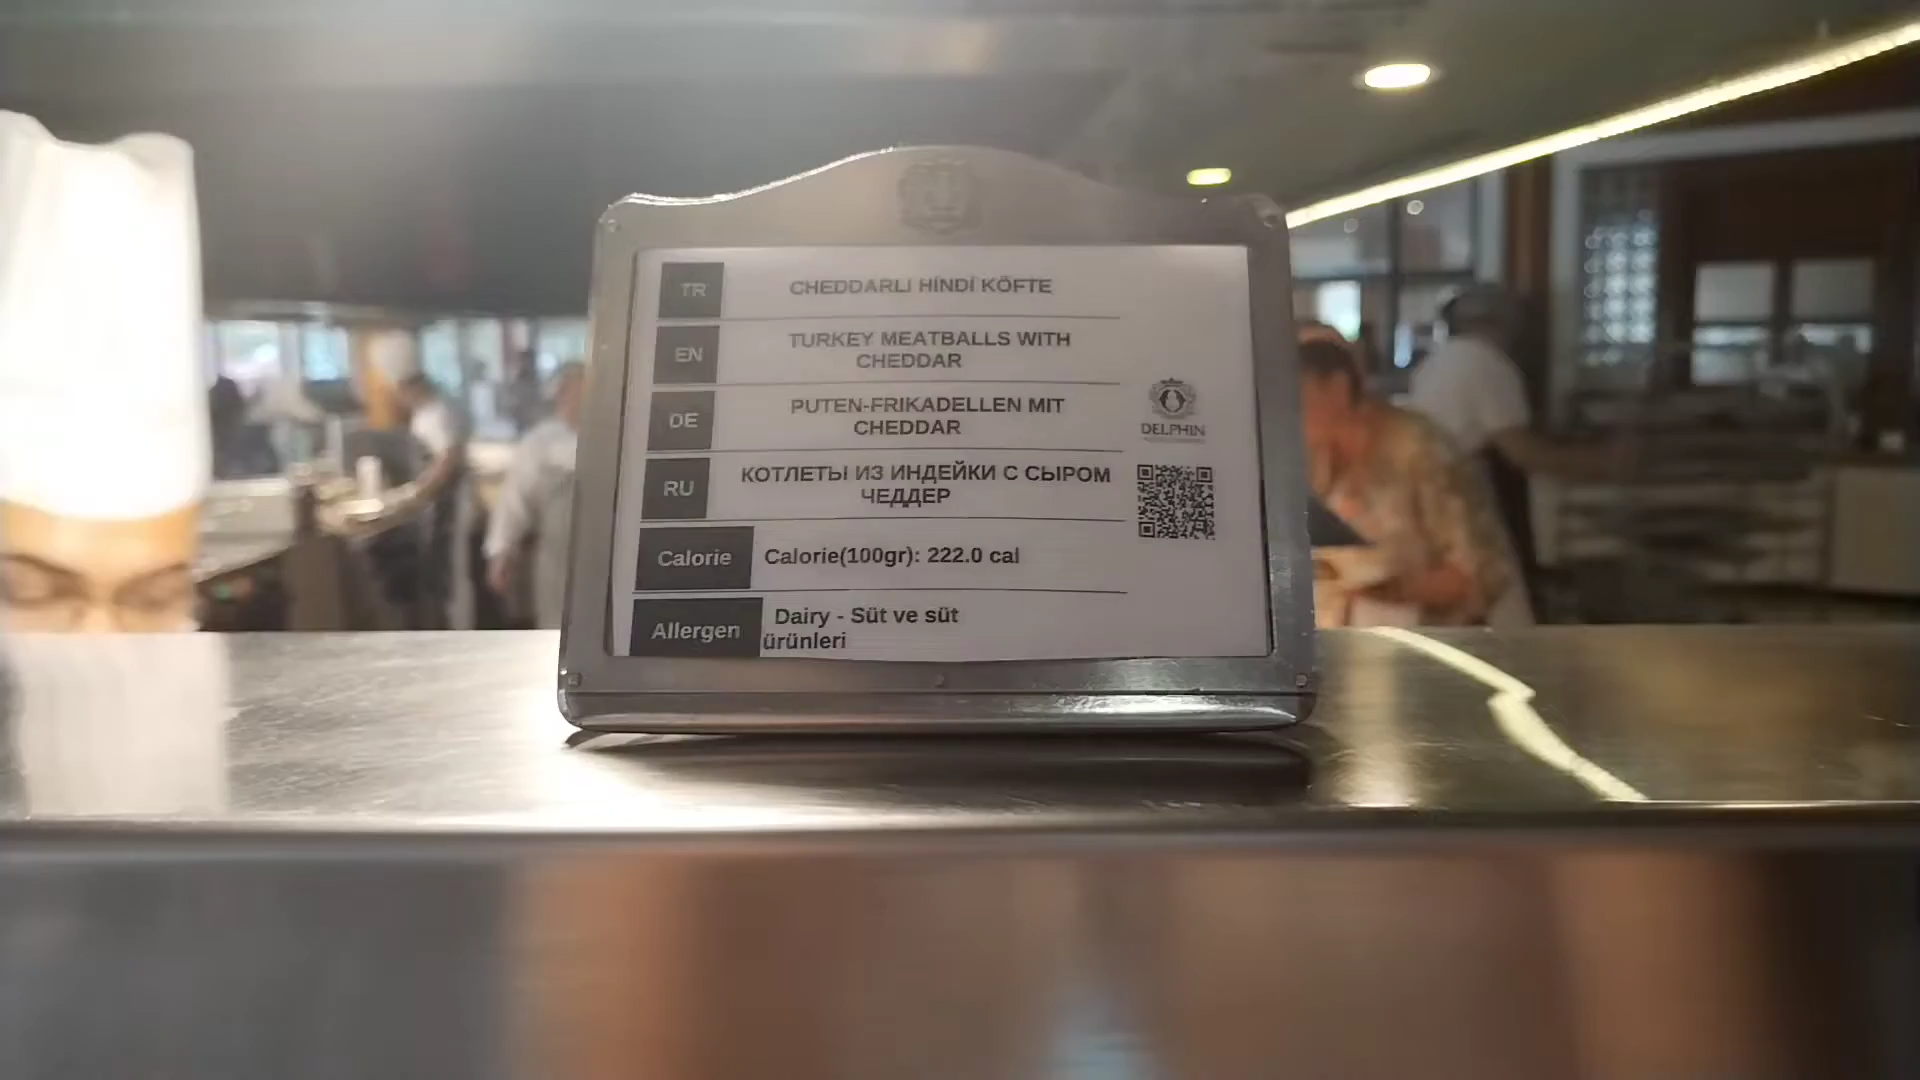 TR CHEDDARLI HİNDİ KÖFTE
EN TURKEY MEATBALLS WITH
CHEDDAR
DE PUTEN-FRIKADELLEN MIT
CHEDDAR
RU КОТЛЕТЫ ИЗ ИНДЕЙКИ С СЫРОМ
ЧЕДДЕР
Calorie Calorie(100gr): 222.0 cal
Allergen Dairy - Süt ve süt
ürünleri
DELPHIN